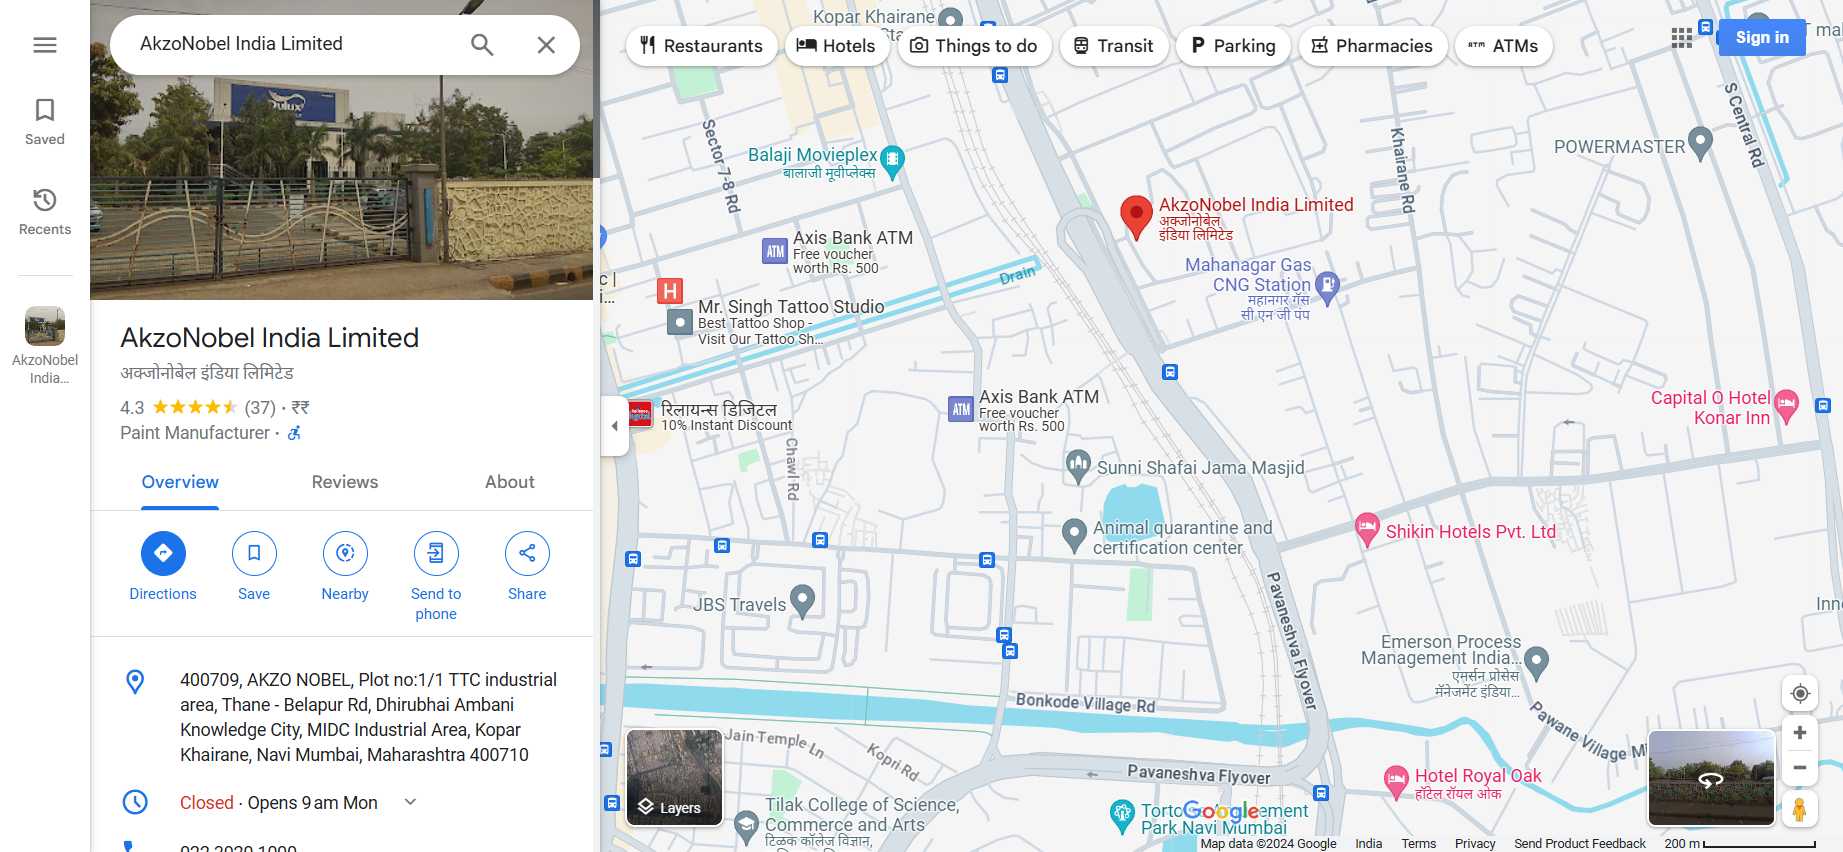 AkzoNobel India Limited
Saved
Recents
AkzoNobel
India...
Dulux
AkzoNobel India Limited
अक्जोनोबेल इंडिया लिमिटेड
4.3 (37) · ₹₹
Paint Manufacturer ·
Overview
Reviews
About
Directions
Save
Nearby
Send to
phone
Share
400709, AKZO NOBEL, Plot no:1/1 TTC industrial
area, Thane - Belapur Rd, Dhirubhai Ambani
Knowledge City, MIDC Industrial Area, Kopar
Khairane, Navi Mumbai, Maharashtra 400710
Closed · Opens 9 am Mon
Restaurants
Hotels
Things to do
Transit
Parking
Pharmacies
ATM ATMs
Sign in
Kopar Khairane
Sector 7-8 Rd
Balaji Movieplex
बालाजी मूवीप्लेक्स
Khairane Rd
POWERMASTER
S Central Rd
AkzoNobel India Limited
अक्जोनोबेल
इंडिया लिमिटेड
ATM
Axis Bank ATM
Free voucher
worth Rs. 500
Drain
Mahanagar Gas
CNG Station
महानगर गॅस
सी एन जी पंप
H
Mr. Singh Tattoo Studio
Best Tattoo Shop -
Visit Our Tattoo Sh...
ATM
Axis Bank ATM
Free voucher
worth Rs. 500
Capital O Hotel
Konar Inn
रिलायन्स डिजिटल
10% Instant Discount
Chawl Rd
Sunni Shafai Jama Masjid
Animal quarantine and
certification center
Shikin Hotels Pvt. Ltd
JBS Travels
Pavaneshva Flyover
Emerson Process
Management India...
एमर्सन प्रोसेस
मॅनेजमेंट इंडिया...
Bonkode Village Rd
Pawane Village Mi
Jain Temple Ln
Kopri Rd
Pavaneshva Flyover
Hotel Royal Oak
हॉटेल रॉयल ओक
Layers
Tilak College of Science,
Commerce and Arts
टिळक कॉलेज विज्ञान,
Google
Park Navi Mumbai
Map data ©2024 Google
India
Terms
Privacy
Send Product Feedback
200 m